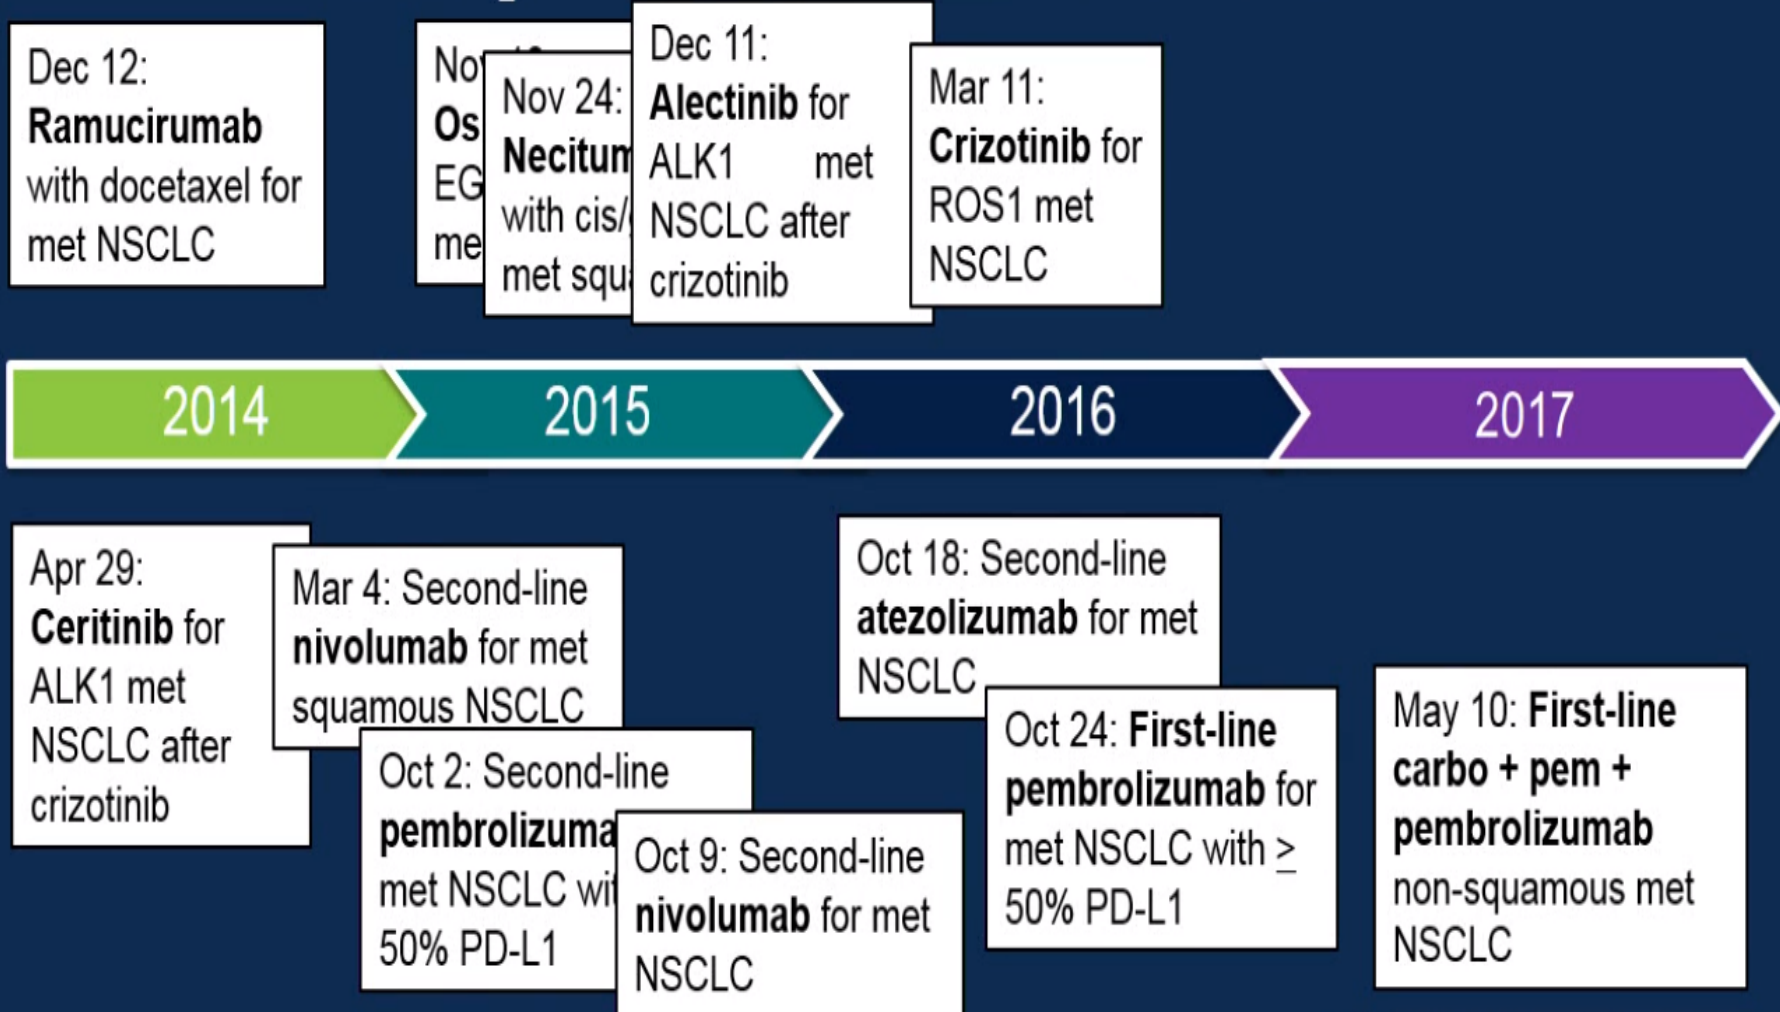 Dec 12:
Ramucirumab
with docetaxel for
met NSCLC
Nov 24:
with cis/
met
Dec 11:
Alectinib for
ALK1 met
NSCLC after
crizotinib
Mar 11:
Crizotinib for
ROS1 met
NSCLC
2014
2015
2016
2017
Apr 29:
Ceritinib for
ALK1 met
NSCLC after
crizotinib
Mar 4: Second-line
nivolumab for met
squamous NSCLC
Oct 2: Second-line
met NSCLC
50% PD-L1
Oct 9: Second-line
nivolumab for met
NSCLC
Oct 18: Second-line
atezolizumab for met
NSCLC
Oct 24: First-line
pembrolizumab for
met NSCLC with >
50% PD-L1
May 10: First-line
carbo + pem +
pembrolizumab
non-squamous met
NSCLC